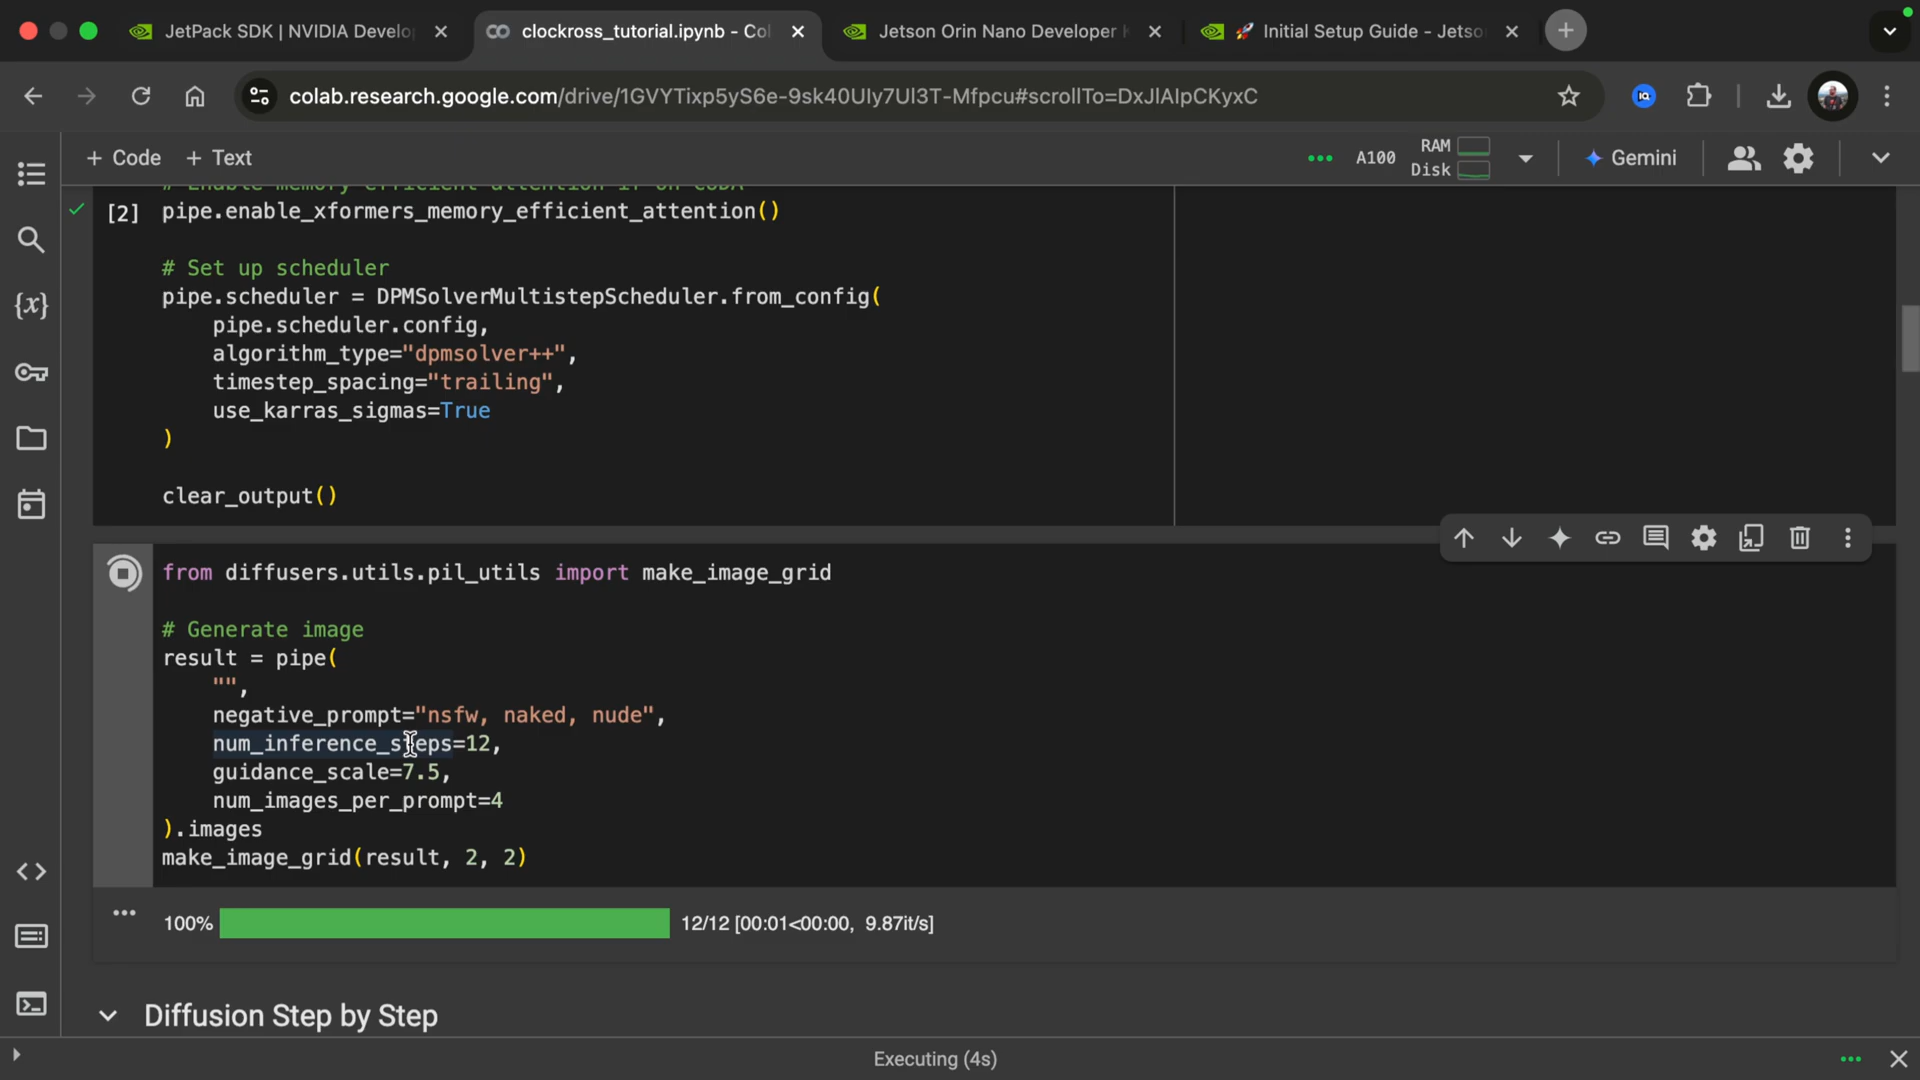 JetPack SDK | NVIDIA Develo
clockross_tutorial.ipynb - Co
Jetson Orin Nano Developer K
🚀 Initial Setup Guide - Jetso
colab.research.google.com/drive/1GVYTixp5yS6e-9sk40Uly7Ul3T-Mfpcu#scrollTo=DxJlAlpCKyxC
+ Code + Text
A100
RAM
Disk
Gemini
# Enable memory efficient attention if on CUDA
[2] pipe.enable_xformers_memory_efficient_attention()
# Set up scheduler
pipe.scheduler = DPMSolverMultistepScheduler.from_config(
pipe.scheduler.config,
algorithm_type="dpmsolver++",
timestep_spacing="trailing",
use_karras_sigmas=True
)
clear_output()
from diffusers.utils.pil_utils import make_image_grid
# Generate image
result = pipe(
"",
negative_prompt="nsfw, naked, nude",
num_inference_steps=12,
guidance_scale=7.5,
num_images_per_prompt=4
).images
make_image_grid(result, 2, 2)
100% 12/12 [00:01<00:00, 9.87it/s]
Diffusion Step by Step
Executing (4s)